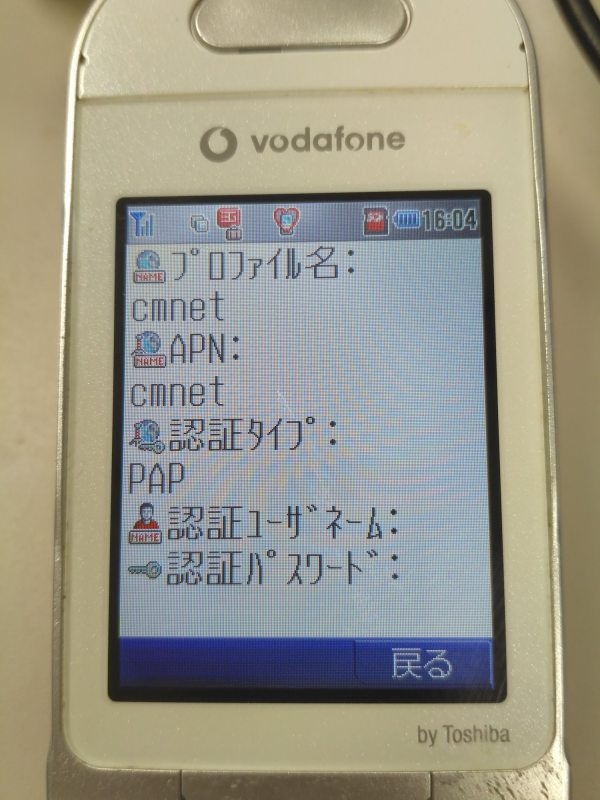 vodafone
3G
16:04
NAME
ﾌﾟﾛﾌｧｲﾙ名:
cmnet
NAME
APN:
cmnet
認証ﾀｲﾌﾟ:
PAP
NAME
認証ﾕｰｻﾞﾈｰﾑ:
認証ﾊﾟｽﾜｰﾄﾞ:
戻る
by Toshiba